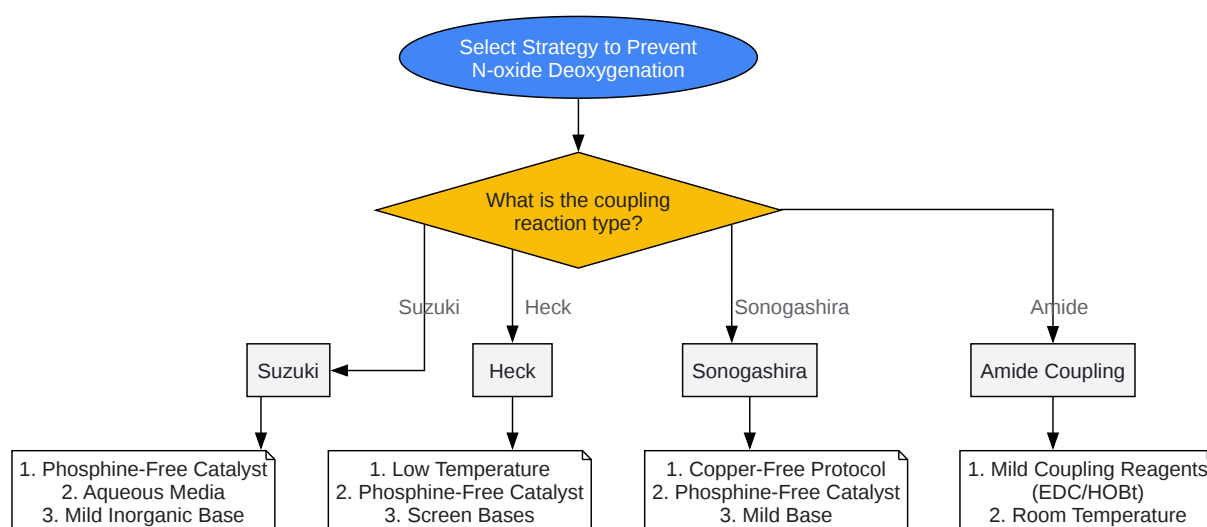 Select Strategy to Prevent
N-oxide Deoxygenation
What is the coupling
reaction type?
Suzuki
Heck
Sonogashira
Amide
Suzuki
Heck
Sonogashira
Amide Coupling
1. Phosphine-Free Catalyst
2. Aqueous Media
3. Mild Inorganic Base
1. Low Temperature
2. Phosphine-Free Catalyst
3. Screen Bases
1. Copper-Free Protocol
2. Phosphine-Free Catalyst
3. Mild Base
1. Mild Coupling Reagents
(EDC/HOBt)
2. Room Temperature